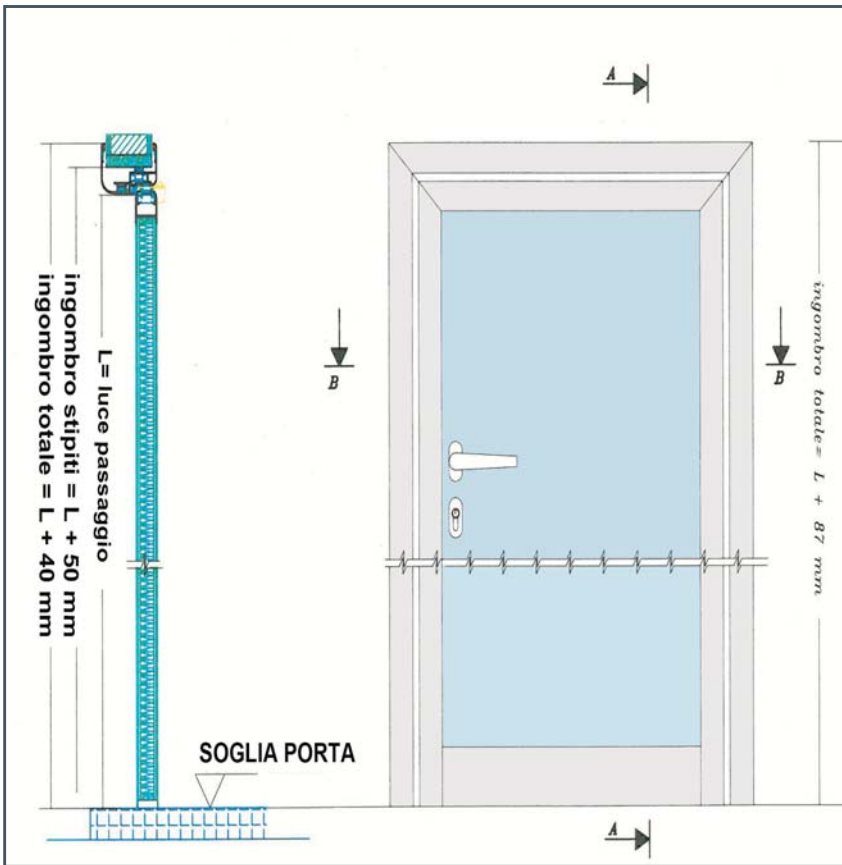 A
ingombro totale = L + 40 mm
ingombro stipiti = L + 50 mm
L= luce passaggio
B
B
ingombro totale= L + 87 mm
SOGLIA PORTA
A